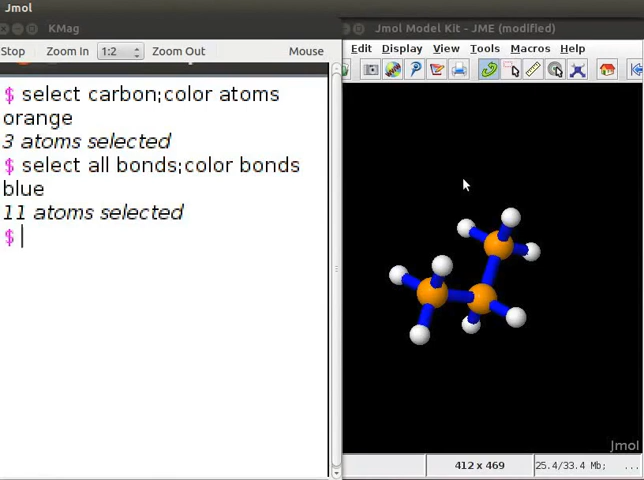 Jmol
KMag
Jmol Model Kit - JME (modified)
Stop Zoom In 1:2 Zoom Out Mouse
Edit Display View Tools Macros Help
$ select carbon;color atoms
orange
3 atoms selected
$ select all bonds;color bonds
blue
11 atoms selected
$
Jmol
412 x 469
25.4/33.4 Mb; ...